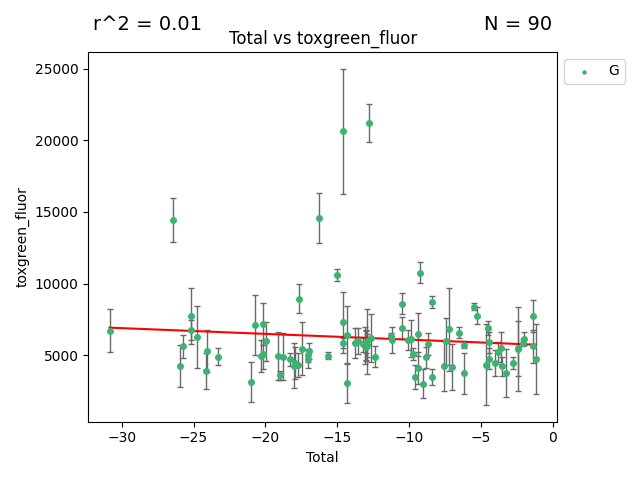 r^2 = 0.01
N = 90
Total vs toxgreen_fluor
G
25000
20000
15000
10000
5000
toxgreen_fluor
−30 −25 −20 −15 −10 −5 0
Total